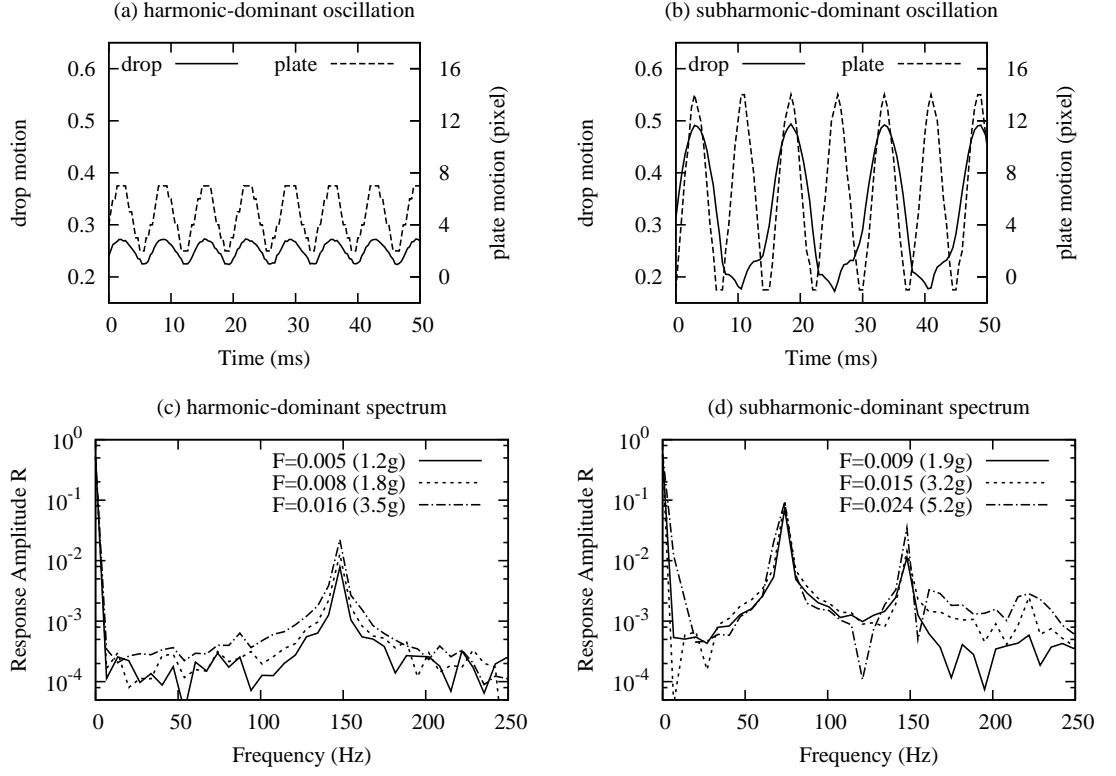 (a) harmonic-dominant oscillation
drop plate
0.6
0.5
0.4
0.3
0.2
16
12
8
4
0
drop motion
plate motion (pixel)
0 10 20 30 40 50
Time (ms)
(b) subharmonic-dominant oscillation
drop plate
0.6
0.5
0.4
0.3
0.2
16
12
8
4
0
drop motion
plate motion (pixel)
0 10 20 30 40 50
Time (ms)
(c) harmonic-dominant spectrum
F=0.005 (1.2g)
F=0.008 (1.8g)
F=0.016 (3.5g)
10^0
10^-1
10^-2
10^-3
10^-4
Response Amplitude R
0 50 100 150 200 250
Frequency (Hz)
(d) subharmonic-dominant spectrum
F=0.009 (1.9g)
F=0.015 (3.2g)
F=0.024 (5.2g)
10^0
10^-1
10^-2
10^-3
10^-4
Response Amplitude R
0 50 100 150 200 250
Frequency (Hz)